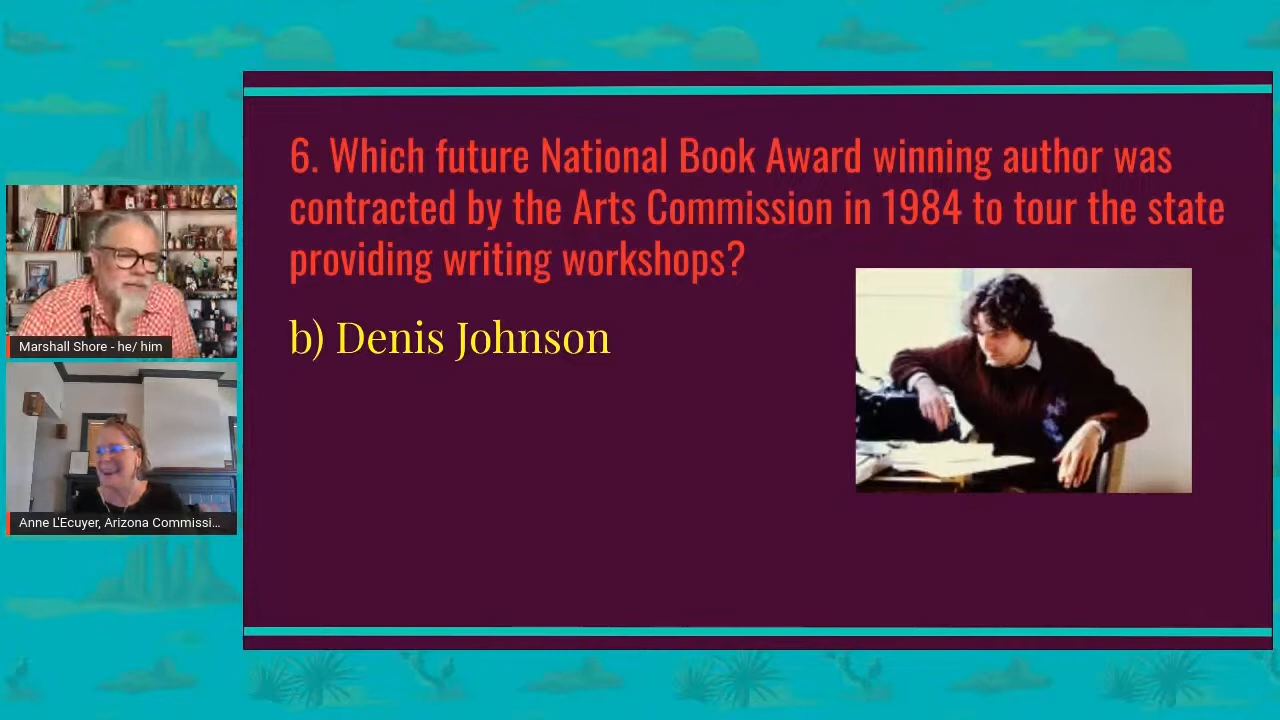 6. Which future National Book Award winning author was
contracted by the Arts Commission in 1984 to tour the state
providing writing workshops?
b) Denis Johnson
Marshall Shore - he/ him
Anne L'Ecuyer, Arizona Commissi...